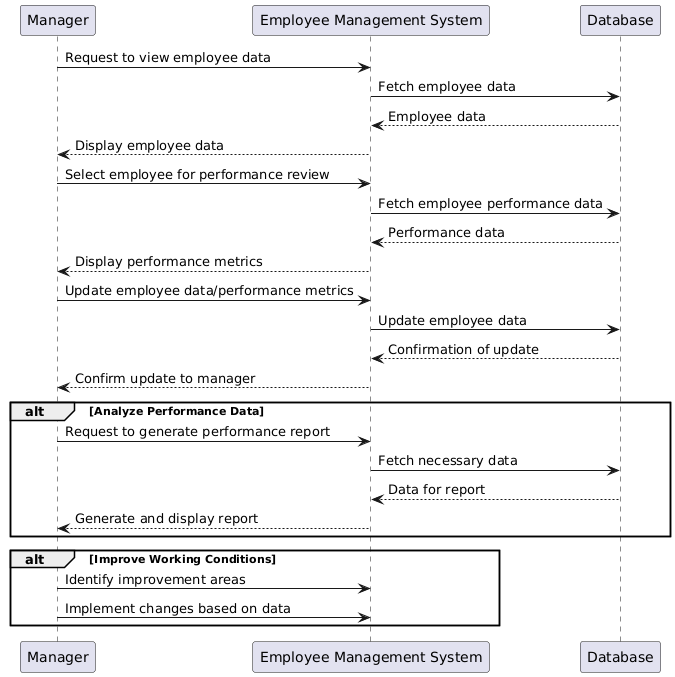 Manager
Employee Management System
Database
Request to view employee data
Fetch employee data
Employee data
Display employee data
Select employee for performance review
Fetch employee performance data
Performance data
Display performance metrics
Update employee data/performance metrics
Update employee data
Confirmation of update
Confirm update to manager
alt [Analyze Performance Data]
Request to generate performance report
Fetch necessary data
Data for report
Generate and display report
alt [Improve Working Conditions]
Identify improvement areas
Implement changes based on data
Manager
Employee Management System
Database